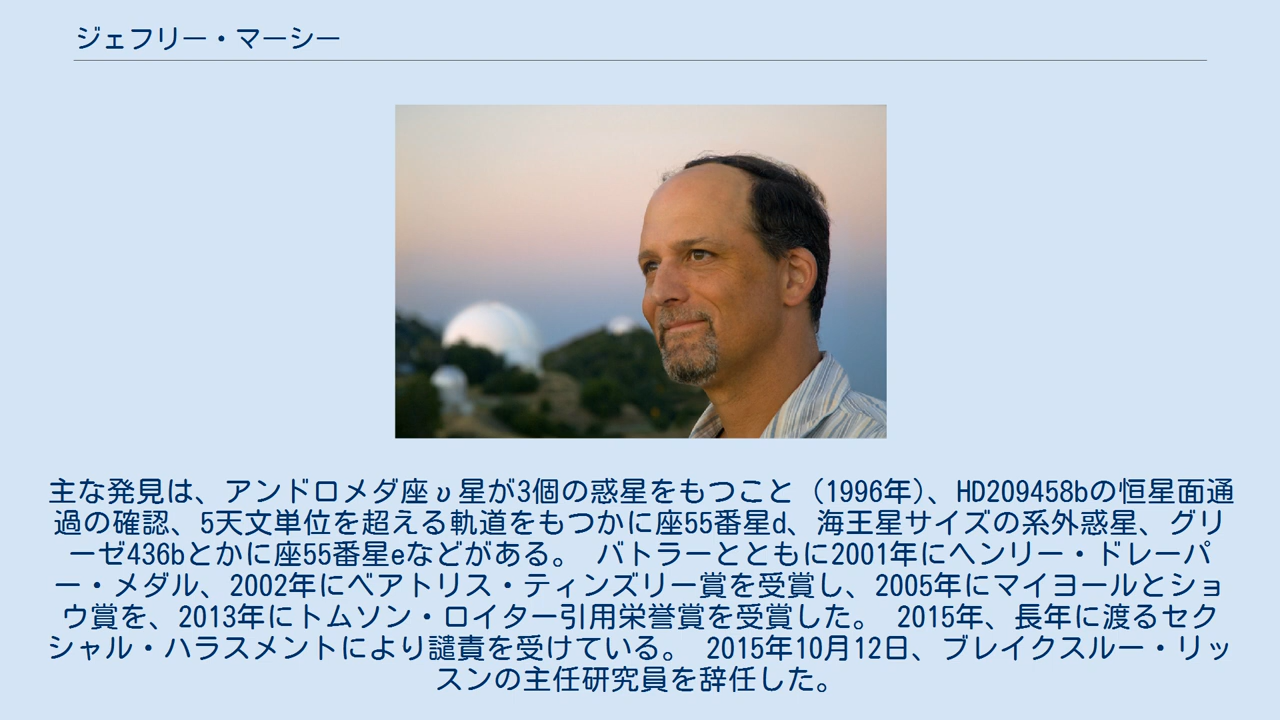 ジェフリー・マーシー
主な発見は、アンドロメダ座υ星が3個の惑星をもつこと（1996年）、HD209458bの恒星面通
過の確認、5天文単位を超える軌道をもつかに座55番星d、海王星サイズの系外惑星、グリ
ーゼ436bとかに座55番星eなどがある。 バトラーとともに2001年にヘンリー・ドレーパ
ー・メダル、2002年にベアトリス・ティンズリー賞を受賞し、2005年にマイヨールとショ
ウ賞を、2013年にトムソン・ロイター引用栄誉賞を受賞した。 2015年、長年に渡るセク
シャル・ハラスメントにより譴責を受けている。 2015年10月12日、ブレイクスルー・リッ
スンの主任研究員を辞任した。